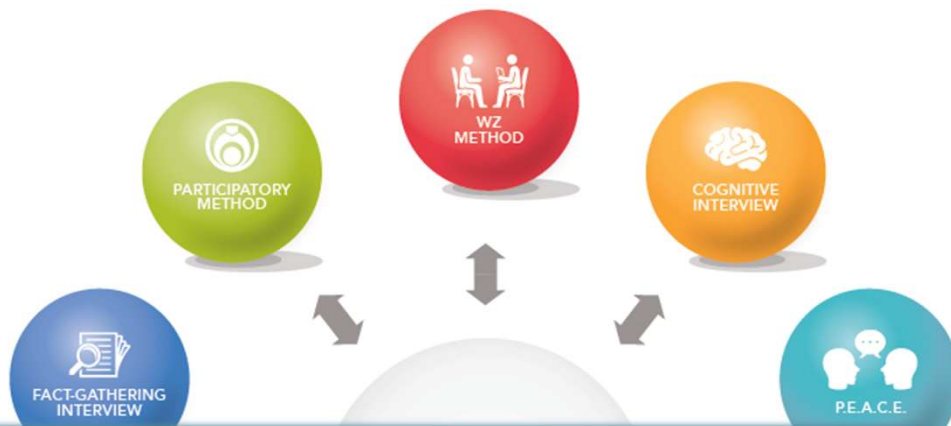 WZ
METHOD
PARTICIPATORY
METHOD
COGNITIVE
INTERVIEW
FACT-GATHERING
INTERVIEW
P.E.A.C.E.